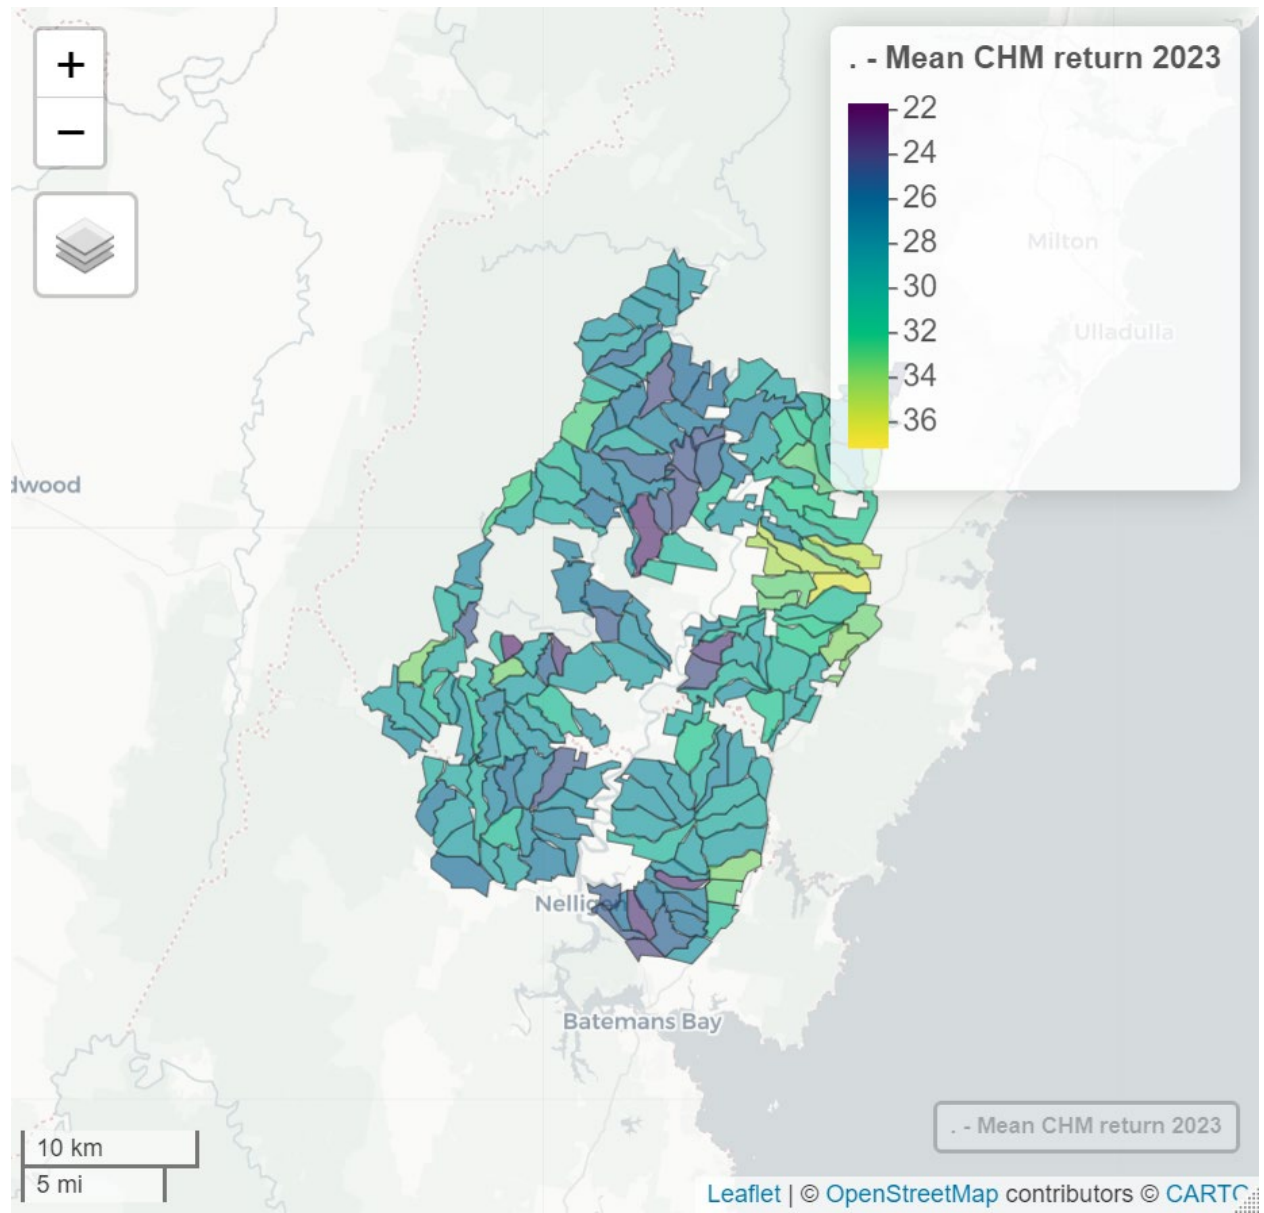 +
−
. - Mean CHM return 2023
22
24
26
28
30
32
34
36
Milton
Ulladulla
dwood
Nelligen
Batemans Bay
. - Mean CHM return 2023
10 km
5 mi
Leaflet | © OpenStreetMap contributors © CARTO